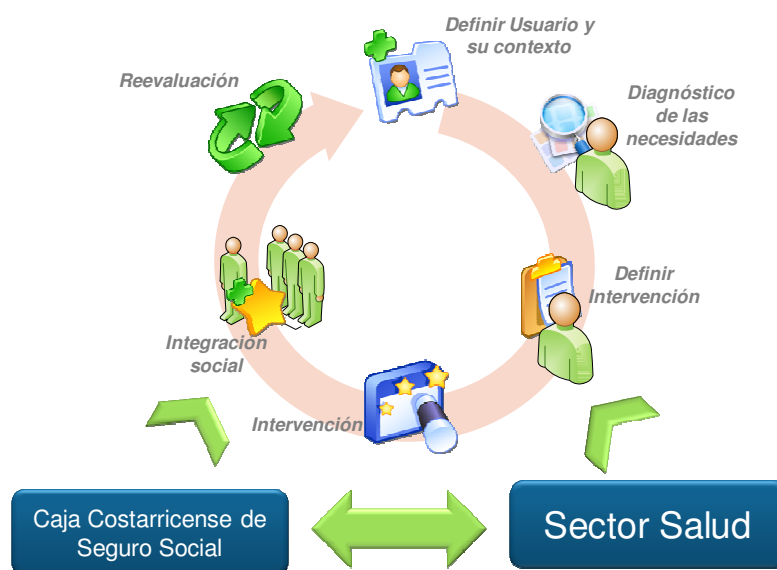 Definir Usuario y
su contexto
Reevaluación
Diagnóstico
de las
necesidades
Definir
Intervención
Integración
social
Intervención
Caja Costarricense de
Seguro Social
Sector Salud